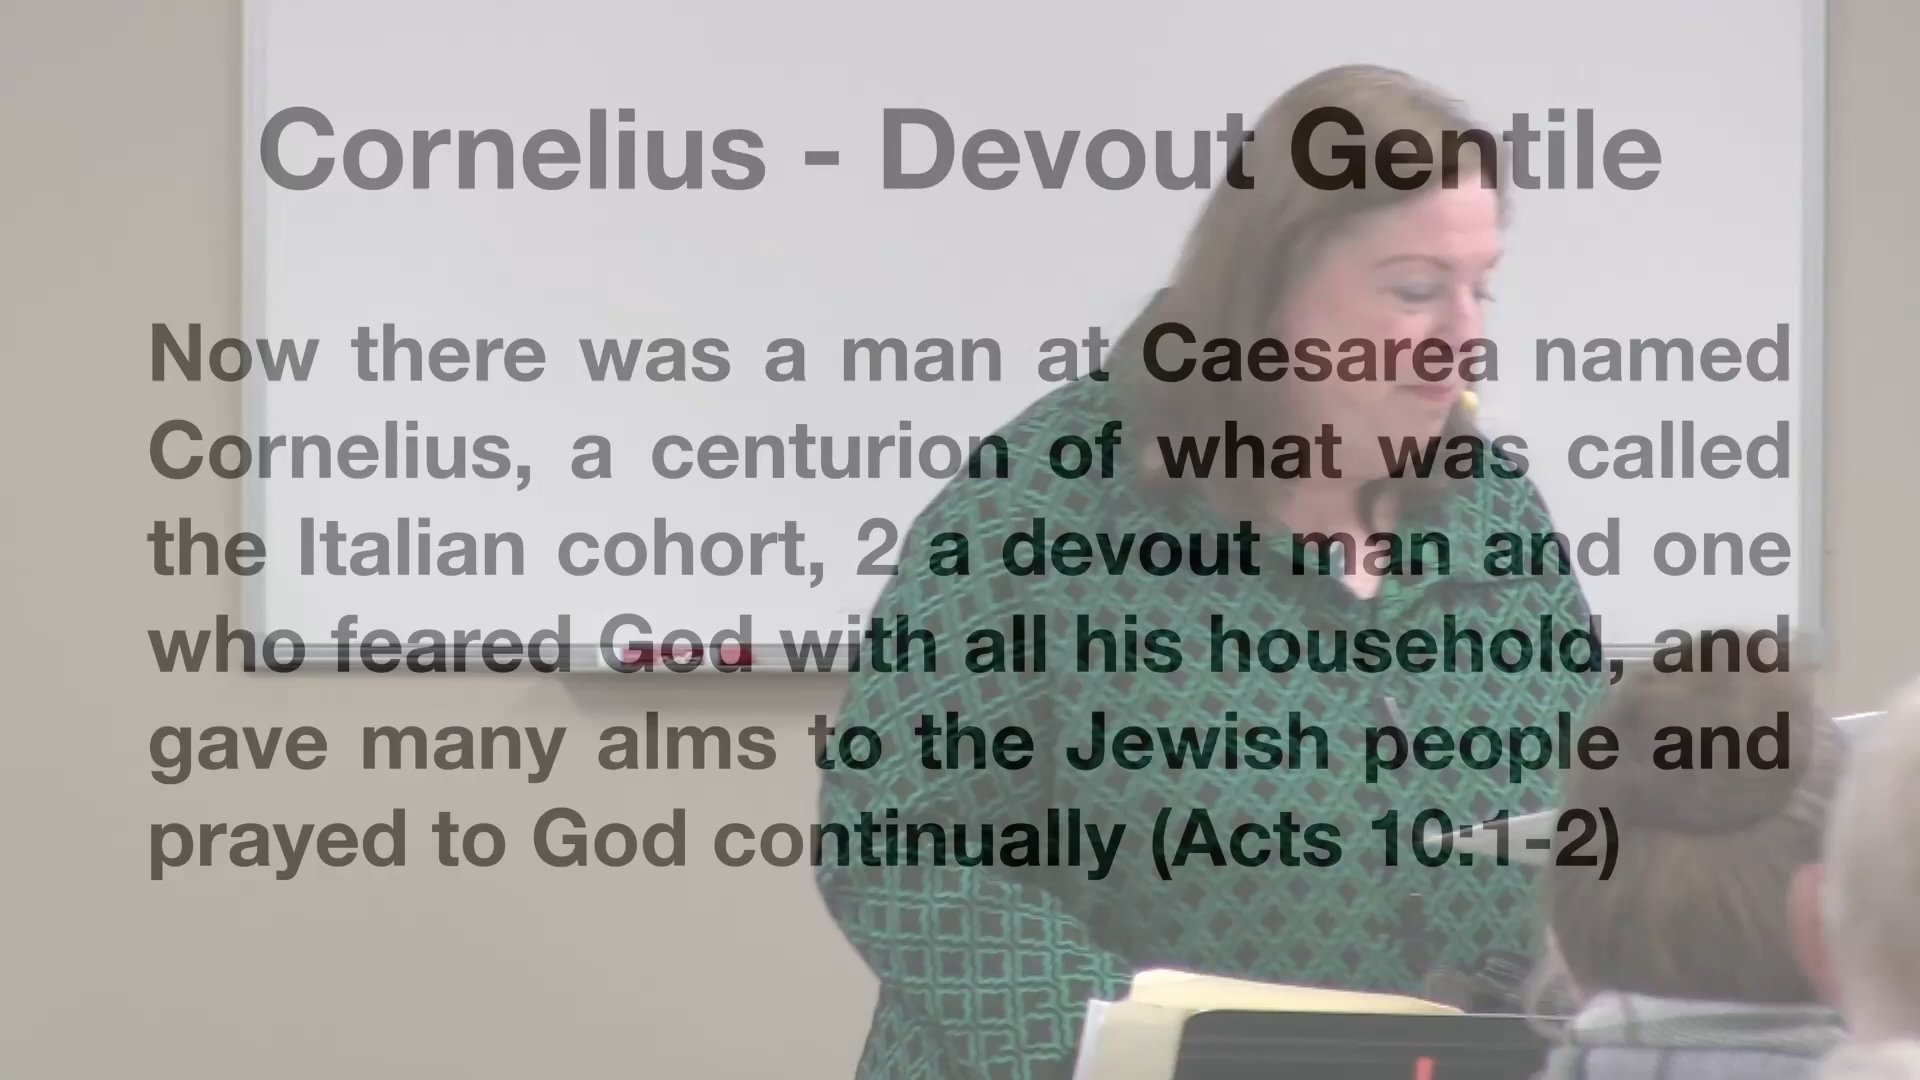 Cornelius - Devout Gentile
Now there was a man at Caesarea named
Cornelius, a centurion of what was called
the Italian cohort, 2 a devout man and one
who feared God with all his household, and
gave many alms to the Jewish people and
prayed to God continually (Acts 10:1-2)